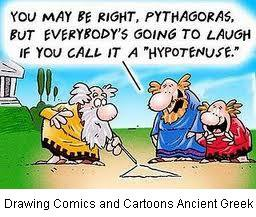 YOU MAY BE RIGHT, PYTHAGORAS,
BUT EVERYBODY'S GOING TO LAUGH
IF YOU CALL IT A "HYPOTENUSE."
Drawing Comics and Cartoons Ancient Greek